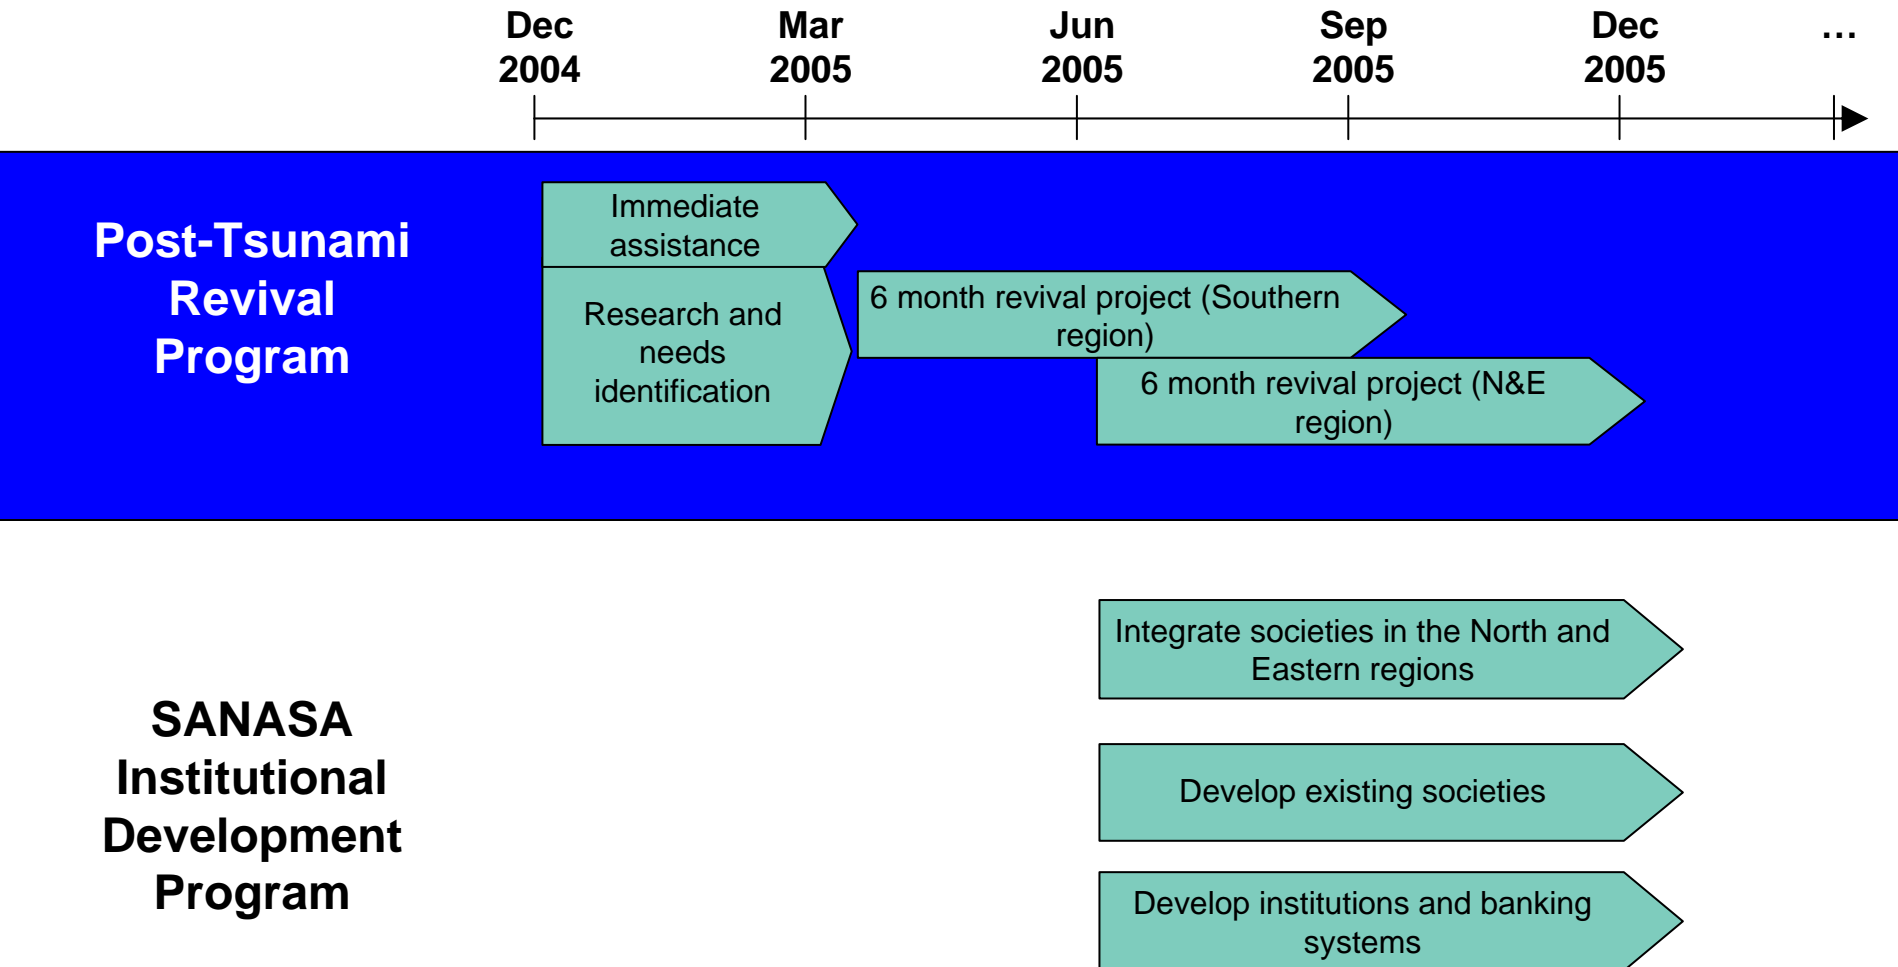 Dec
2004
Mar
2005
Jun
2005
Sep
2005
Dec
2005
…
Post-Tsunami
Revival
Program
Immediate
assistance
Research and
needs
identification
6 month revival project (Southern
region)
6 month revival project (N&E
region)
SANASA
Institutional
Development
Program
Integrate societies in the North and
Eastern regions
Develop existing societies
Develop institutions and banking
systems